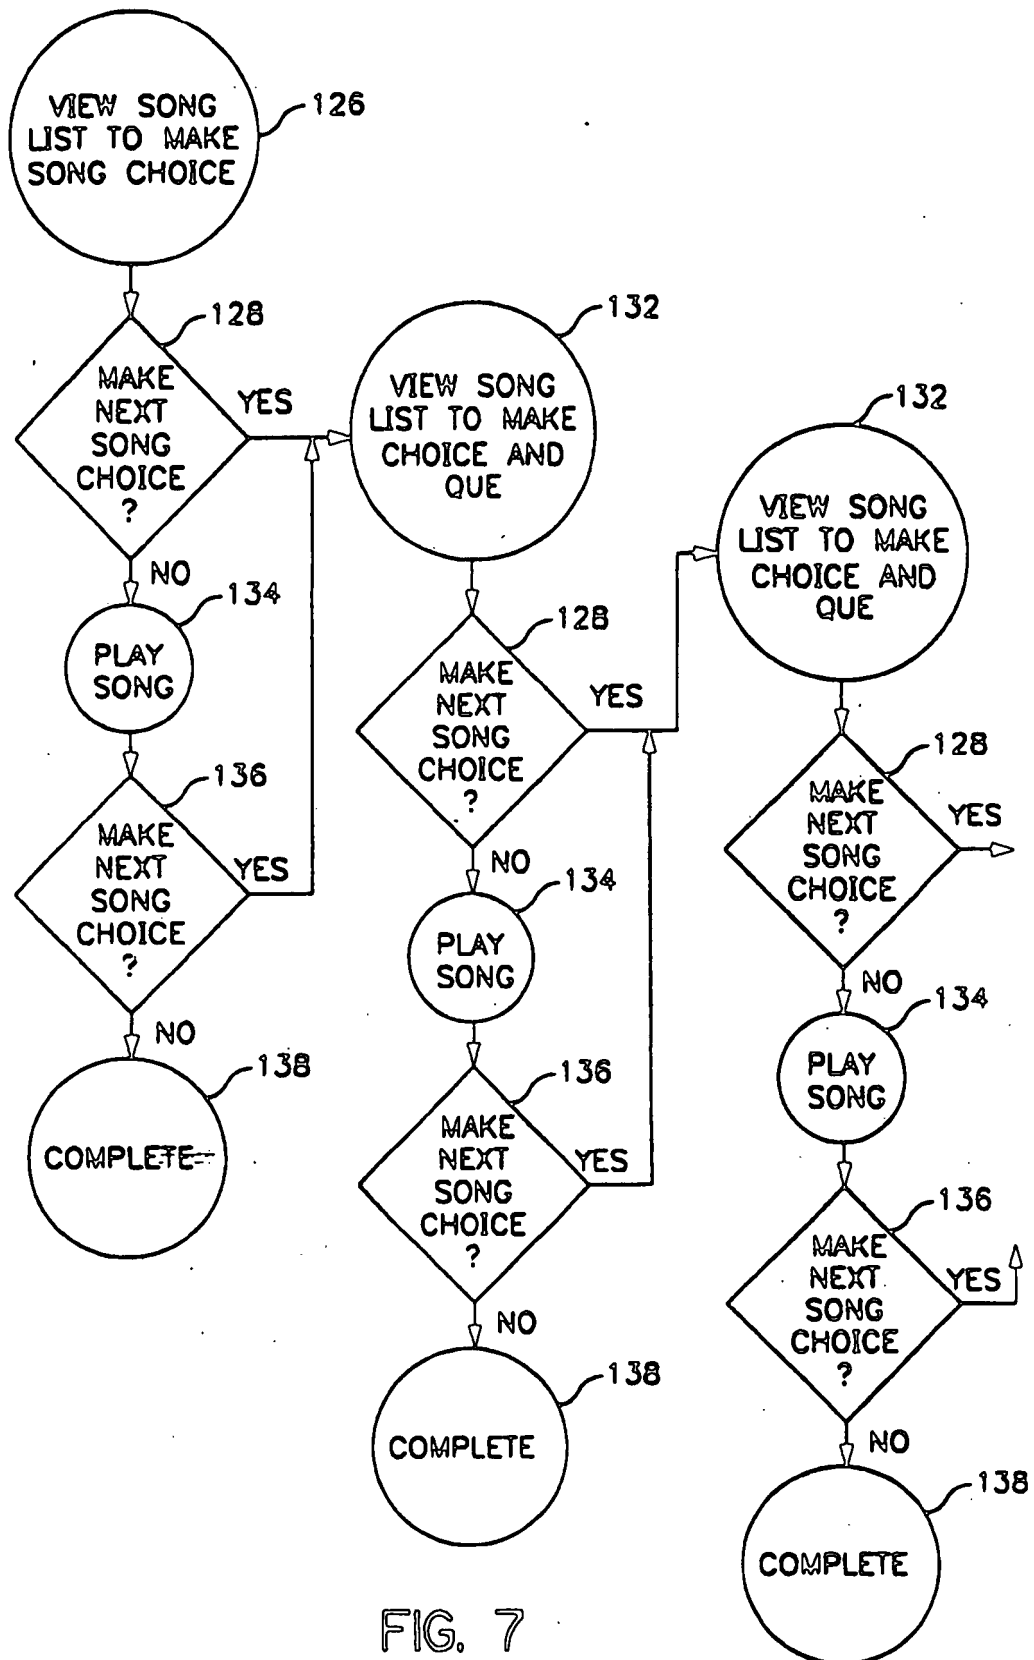 VIEW SONG
LIST TO MAKE
SONG CHOICE
126
128
MAKE
NEXT
SONG
CHOICE
?
YES
NO
134
PLAY
SONG
136
MAKE
NEXT
SONG
CHOICE
?
YES
NO
138
COMPLETE
132
VIEW SONG
LIST TO MAKE
CHOICE AND
QUE
128
MAKE
NEXT
SONG
CHOICE
?
YES
NO
134
PLAY
SONG
136
MAKE
NEXT
SONG
CHOICE
?
YES
NO
138
COMPLETE
132
VIEW SONG
LIST TO MAKE
CHOICE AND
QUE
128
MAKE
NEXT
SONG
CHOICE
?
YES
NO
134
PLAY
SONG
136
MAKE
NEXT
SONG
CHOICE
?
YES
NO
138
COMPLETE
FIG. 7